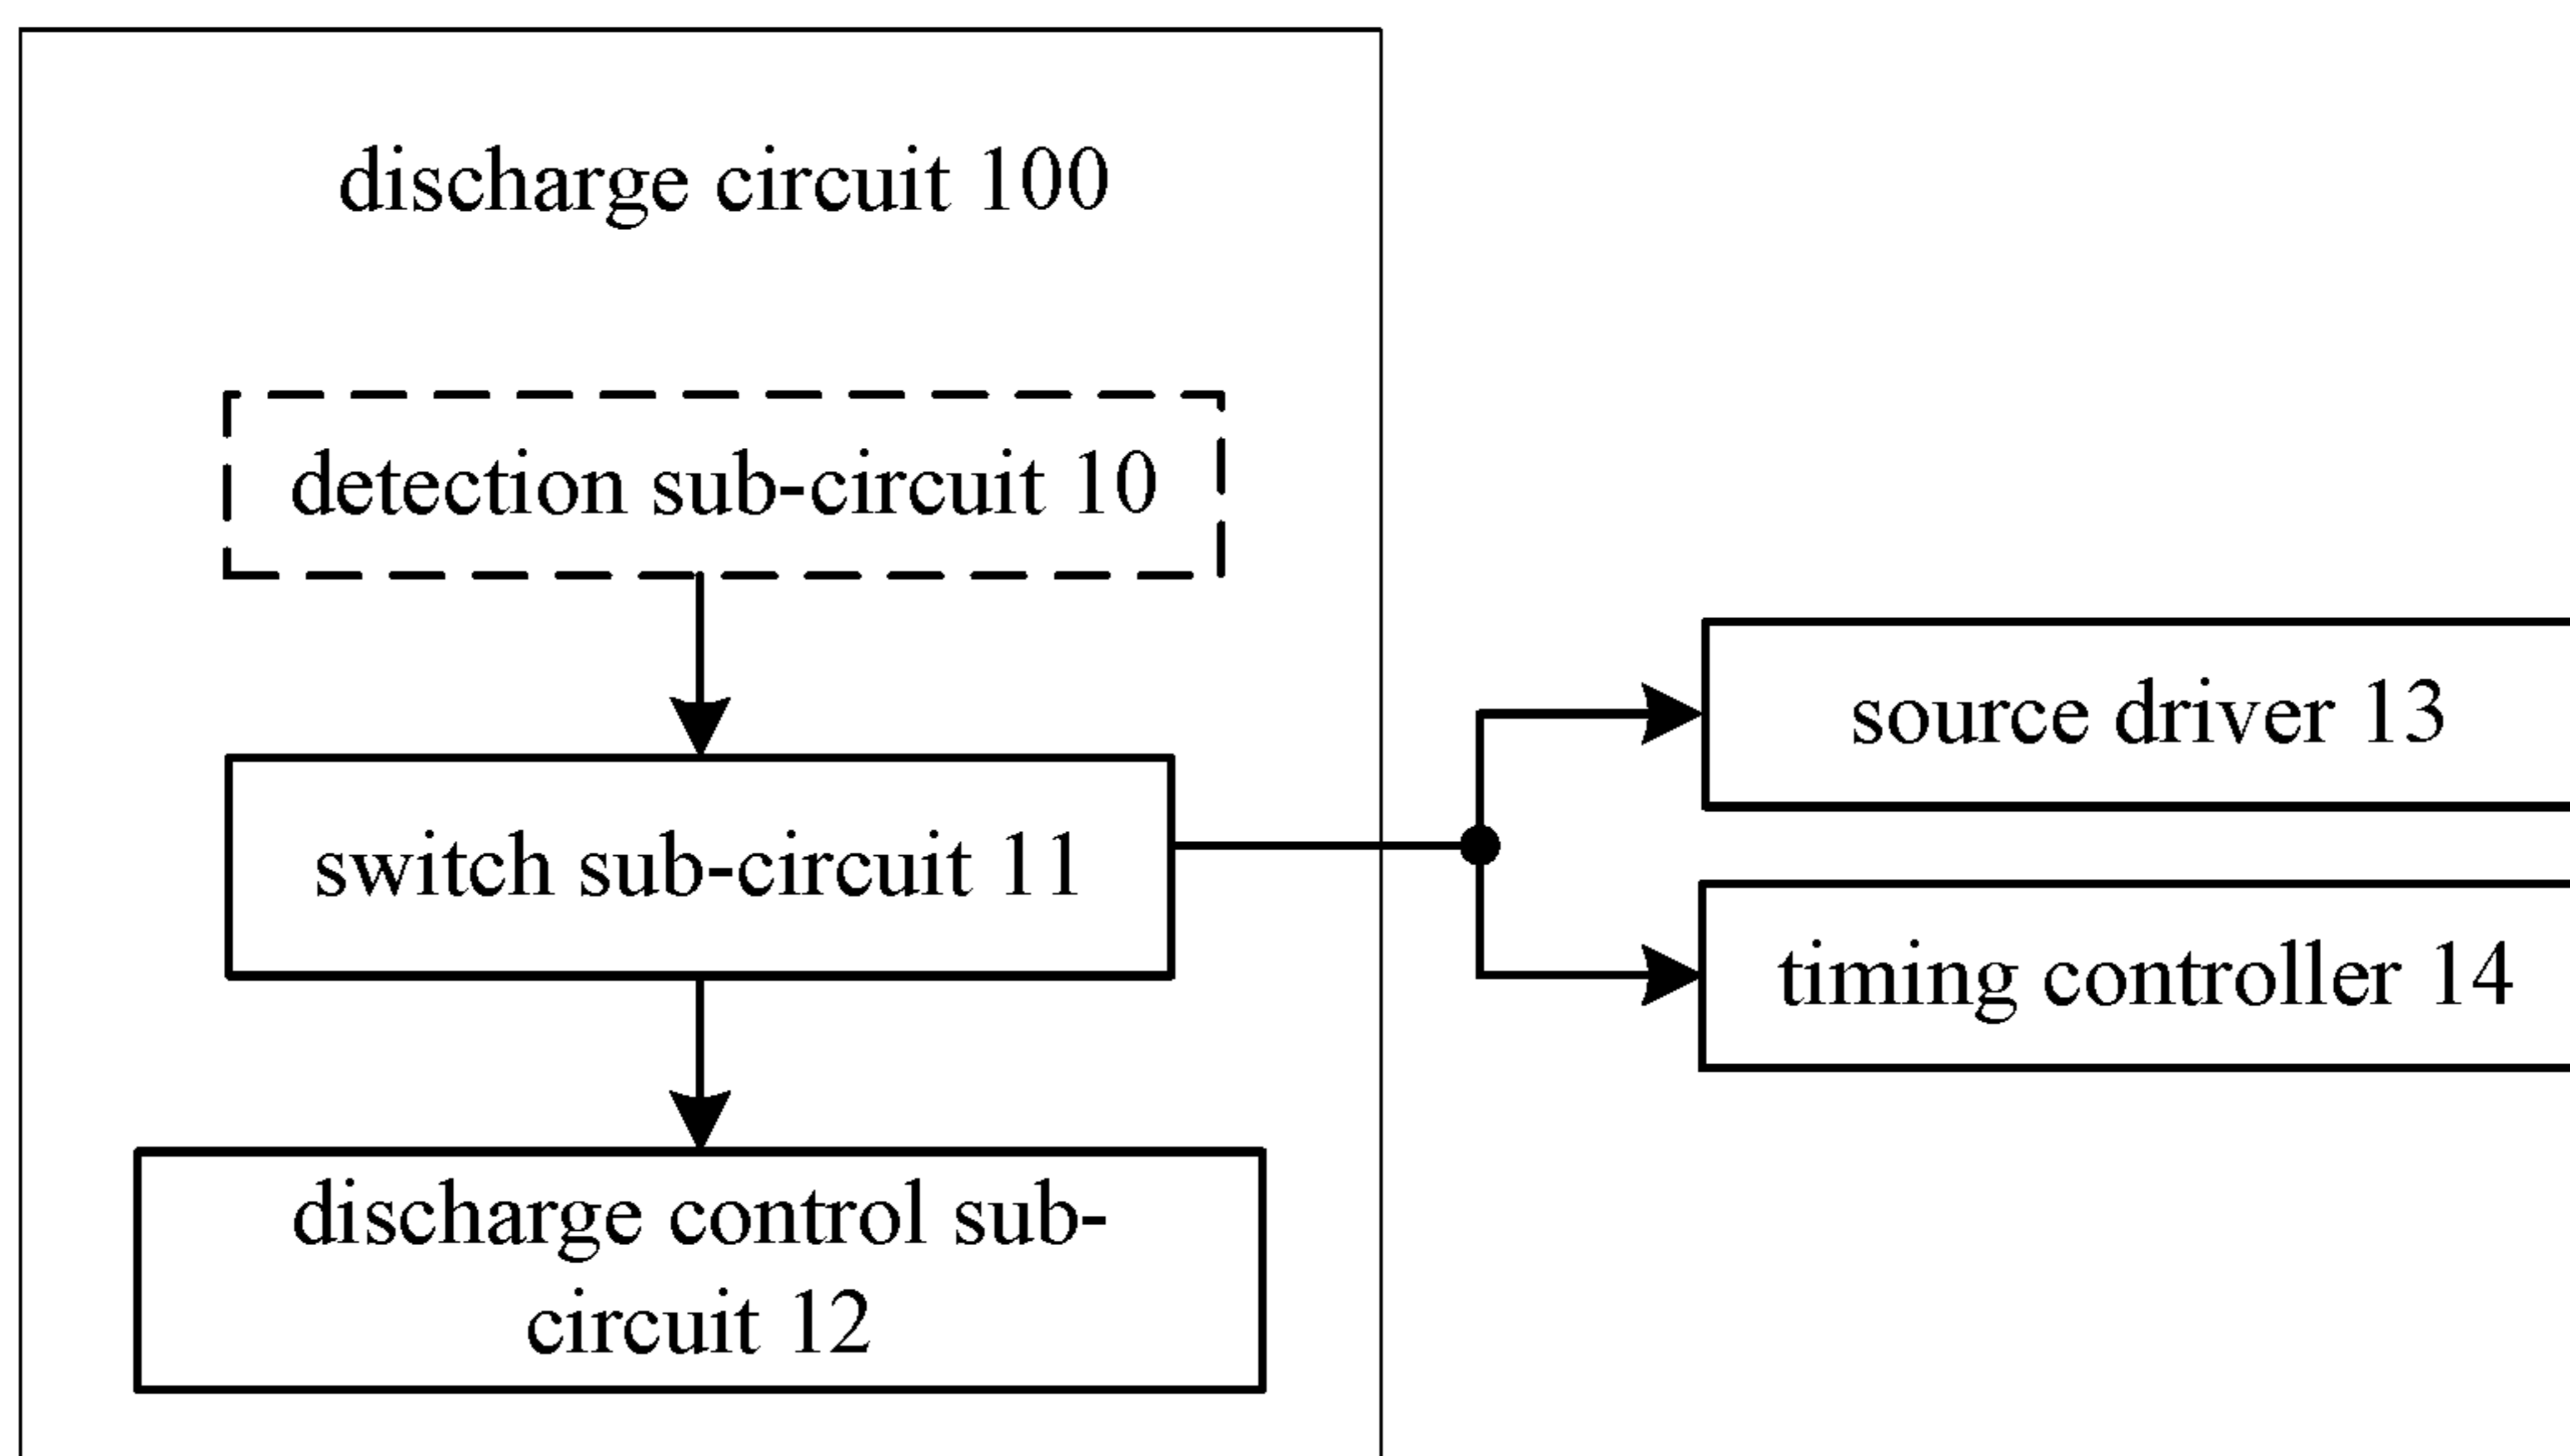 discharge circuit 100
detection sub-circuit 10
switch sub-circuit 11
discharge control sub-
circuit 12
source driver 13
timing controller 14